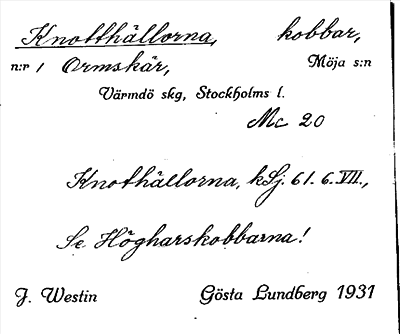 Knotthällorna, kobbar,
n:r 1 Ormskär, Möja s:n
Värmdö skg, Stockholms l.
Mc 20
Knothällorna, kSj. 61. 6. VII.,
Se Högharskobbarna!
J. Westin Gösta Lundberg 1931